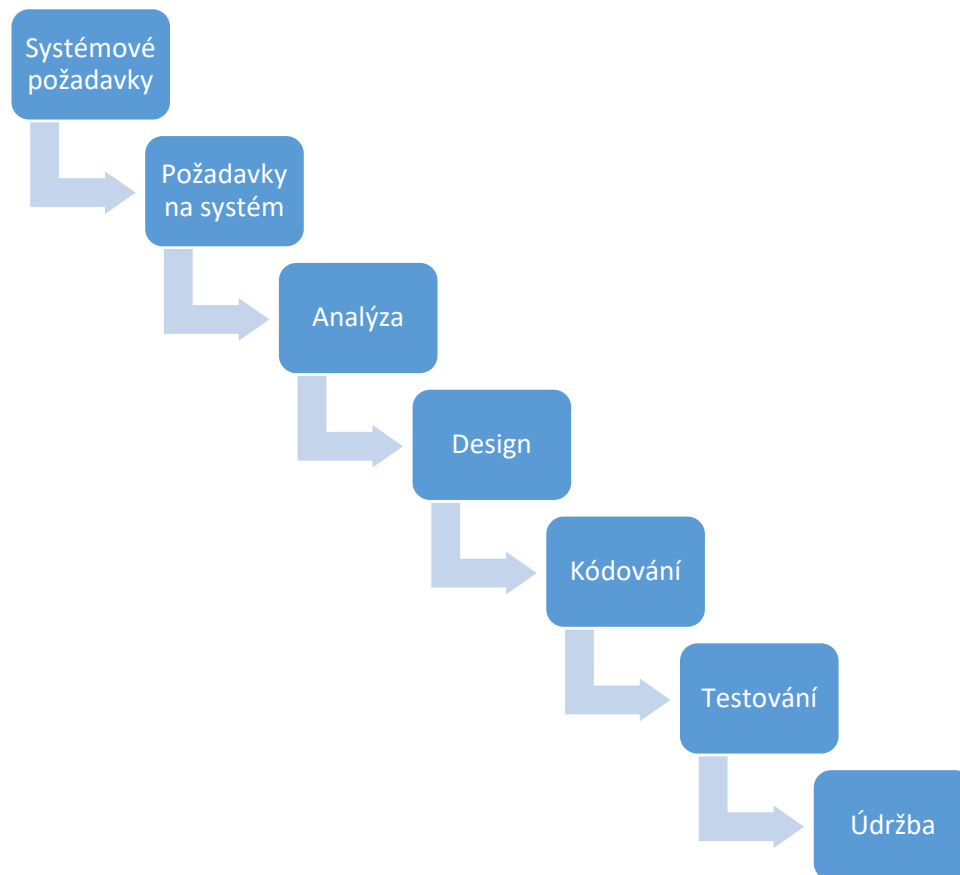 Systémové
požadavky
Požadavky
na systém
Analýza
Design
Kódování
Testování
Údržba